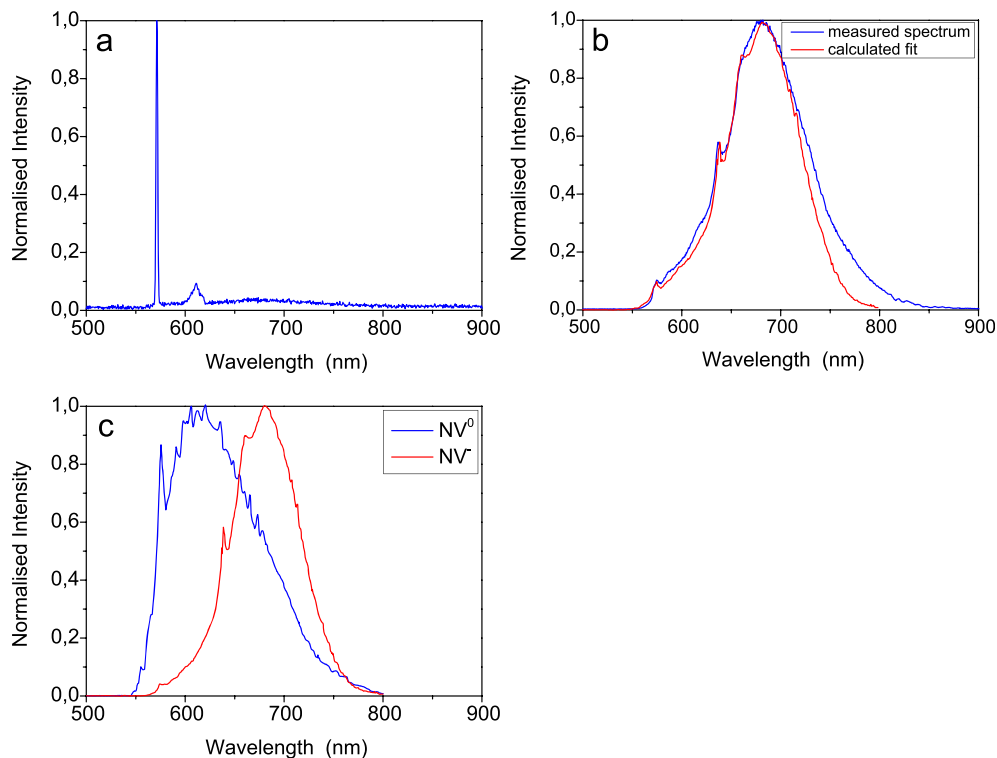 a
Normalised Intensity
1,0
0,8
0,6
0,4
0,2
0,0
500 600 700 800 900
Wavelength (nm)
b
measured spectrum
calculated fit
Normalised Intensity
1,0
0,8
0,6
0,4
0,2
0,0
500 600 700 800 900
Wavelength (nm)
c
NV⁰
NV⁻
Normalised Intensity
1,0
0,8
0,6
0,4
0,2
0,0
500 600 700 800 900
Wavelength (nm)